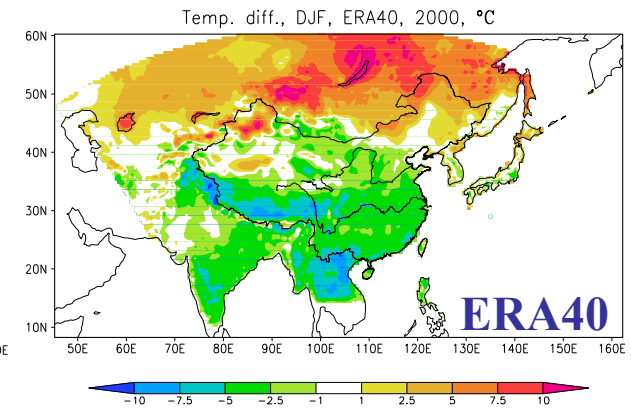 Temp. diff., DJF, ERA40, 2000, °C
60N
50N
40N
30N
20N
10N
ERA40
0E
50E 60E 70E 80E 90E 100E 110E 120E 130E 140E 150E 160E
−10 −7.5 −5 −2.5 −1 1 2.5 5 7.5 10